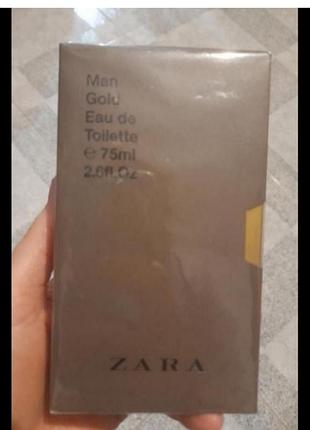 Man
Gold
Eau de
Toilette
℮ 75ml
2.6fl.Oz
ZARA